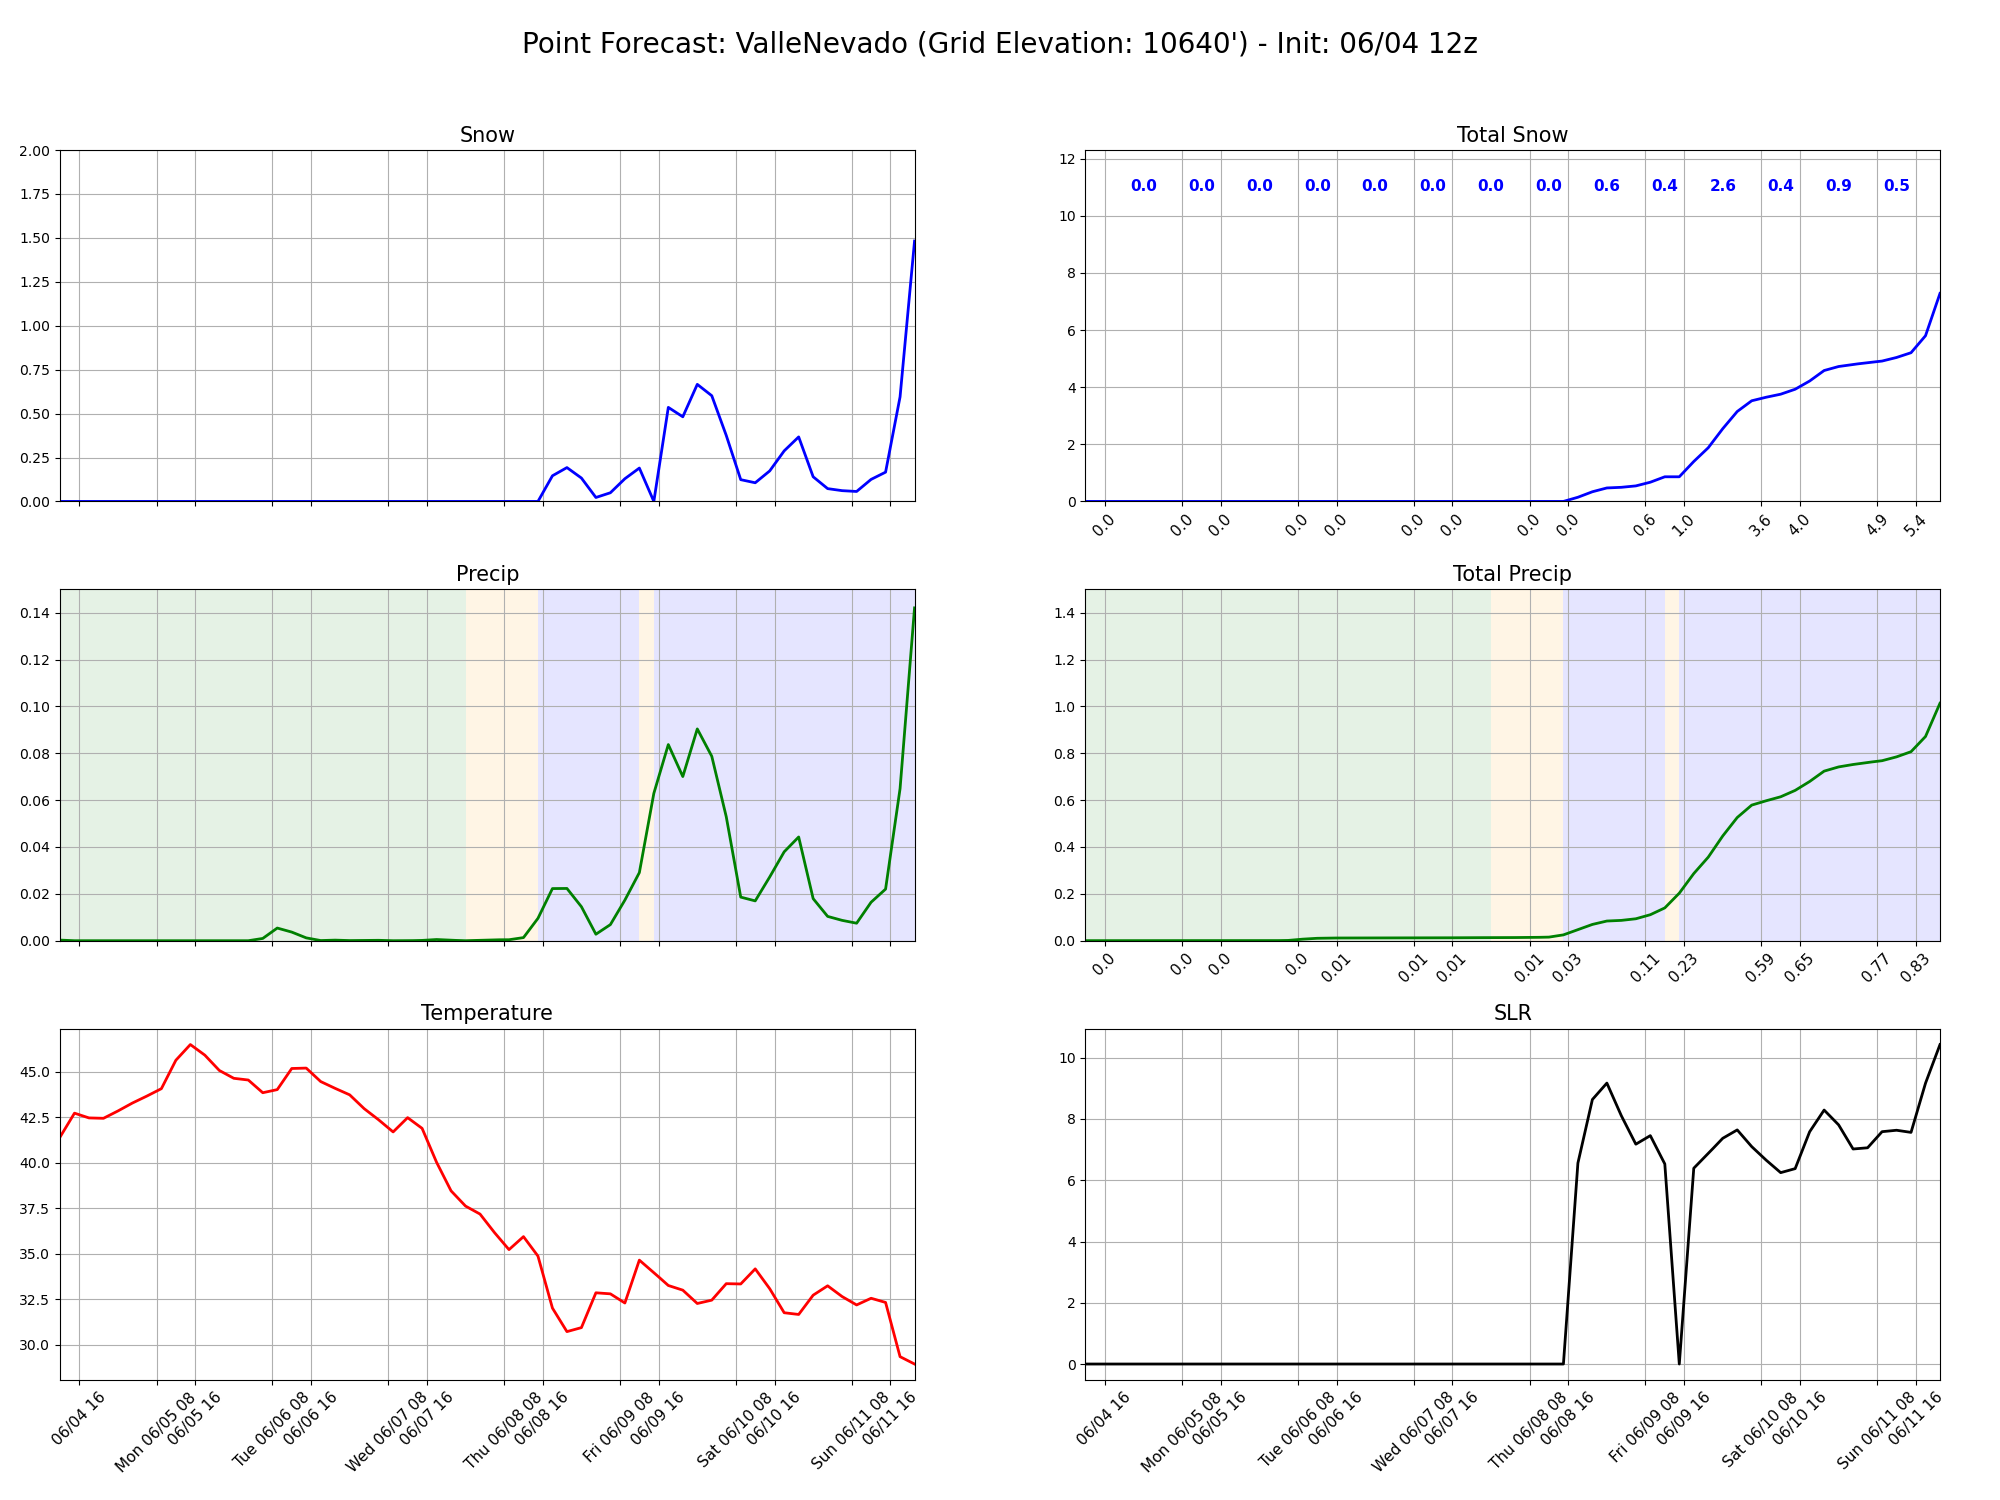 Point Forecast: ValleNevado (Grid Elevation: 10640') - Init: 06/04 12z
Snow
2.00
1.75
1.50
1.25
1.00
0.75
0.50
0.25
0.00
Total Snow
12
10
8
6
4
2
0
0.0 0.0 0.0 0.0 0.0 0.0 0.0 0.0 0.6 0.4 2.6 0.4 0.9 0.5
0.0 0.0 0.0 0.0 0.0 0.0 0.0 0.0 0.0 0.6 1.0 3.6 4.0 4.9 5.4
Precip
0.14
0.12
0.10
0.08
0.06
0.04
0.02
0.00
Total Precip
1.4
1.2
1.0
0.8
0.6
0.4
0.2
0.0
0.0 0.0 0.0 0.0 0.01 0.01 0.01 0.01 0.03 0.11 0.23 0.59 0.65 0.77 0.83
Temperature
45.0
42.5
40.0
37.5
35.0
32.5
30.0
06/04 16
Mon 06/05 08
06/05 16
Tue 06/06 08
06/06 16
Wed 06/07 08
06/07 16
Thu 06/08 08
06/08 16
Fri 06/09 08
06/09 16
Sat 06/10 08
06/10 16
Sun 06/11 08
06/11 16
SLR
10
8
6
4
2
0
06/04 16
Mon 06/05 08
06/05 16
Tue 06/06 08
06/06 16
Wed 06/07 08
06/07 16
Thu 06/08 08
06/08 16
Fri 06/09 08
06/09 16
Sat 06/10 08
06/10 16
Sun 06/11 08
06/11 16